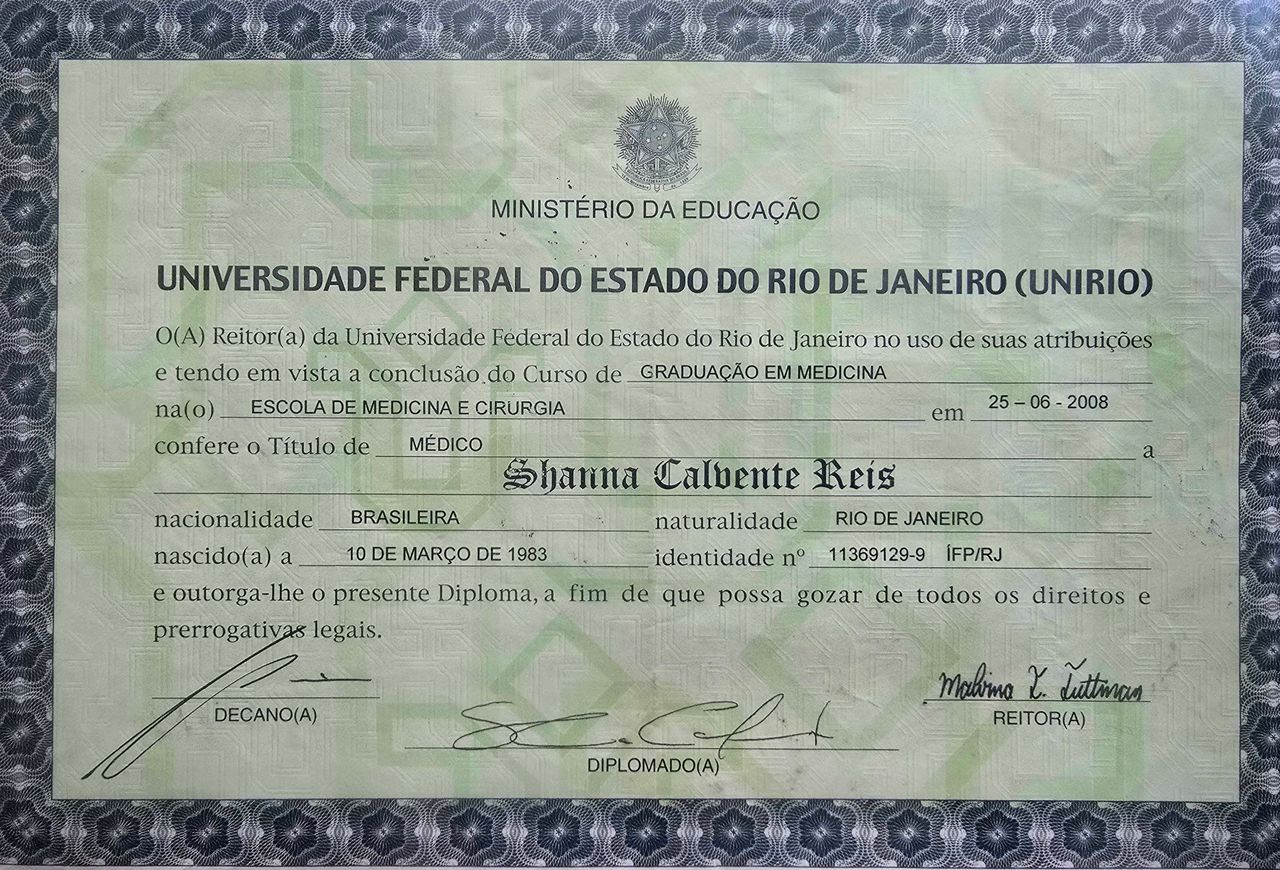 MINISTÉRIO DA EDUCAÇÃO
UNIVERSIDADE FEDERAL DO ESTADO DO RIO DE JANEIRO (UNIRIO)
O(A) Reitor(a) da Universidade Federal do Estado do Rio de Janeiro no uso de suas atribuições
e tendo em vista a conclusão do Curso de GRADUAÇÃO EM MEDICINA
na(o) ESCOLA DE MEDICINA E CIRURGIA em 25 – 06 - 2008
confere o Título de MÉDICO a
Shanna Calvente Reis
nacionalidade BRASILEIRA naturalidade RIO DE JANEIRO
nascido(a) a 10 DE MARÇO DE 1983 identidade nº 11369129-9 ÍFP/RJ
e outorga-lhe o presente Diploma, a fim de que possa gozar de todos os direitos e
prerrogativas legais.
Malvina T. Tuttman
DECANO(A) REITOR(A)
DIPLOMADO(A)